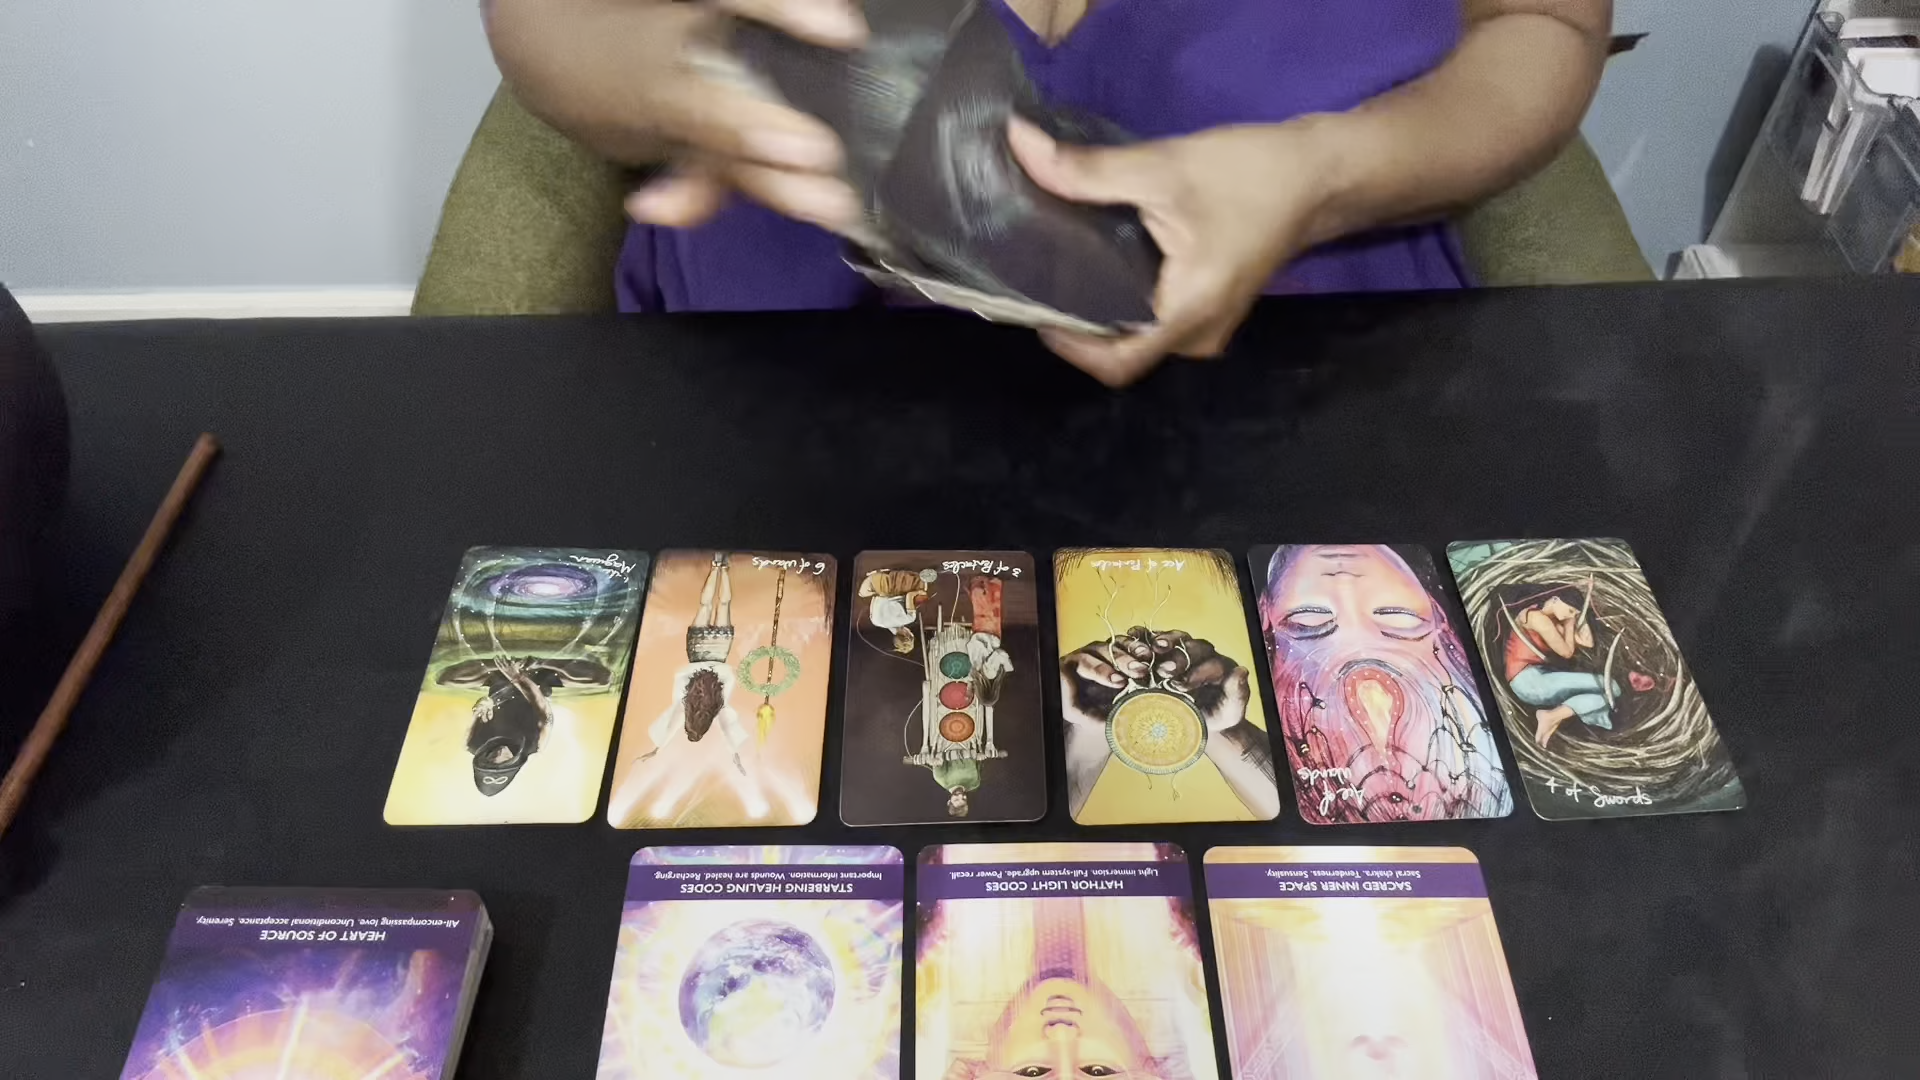 1. The Magician
6 of Wands
3 of Pentacles
Ace of Pentacles
Ace of
Wands
4 of Swords
HEART OF SOURCE
All-encompassing love. Unconditional acceptance. Serenity.
STARBEING HEALING CODES
Important information. Wounds are healed. Recharging.
HATHOR LIGHT CODES
Light immersion. Full-system upgrade. Power recall.
SACRED INNER SPACE
Sacral chakra. Tenderness. Sensuality.